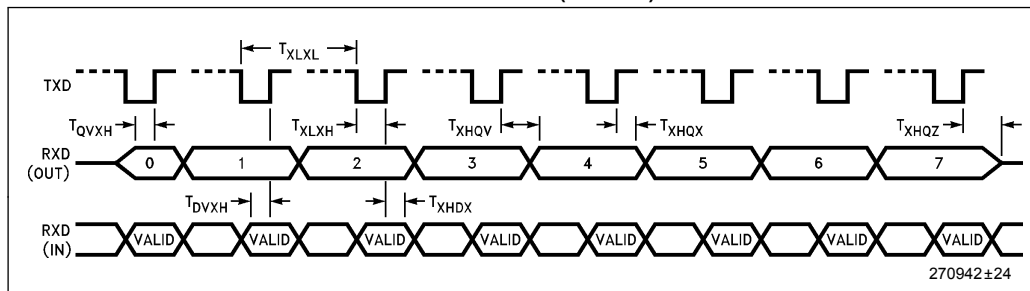 T_XLXL
TXD
T_QVXH T_XLXH T_XHQV T_XHQX T_XHQZ
RXD
(OUT)
0 1 2 3 4 5 6 7
T_DVXH T_XHDX
RXD
(IN)
VALID VALID VALID VALID VALID VALID VALID VALID
270942±24